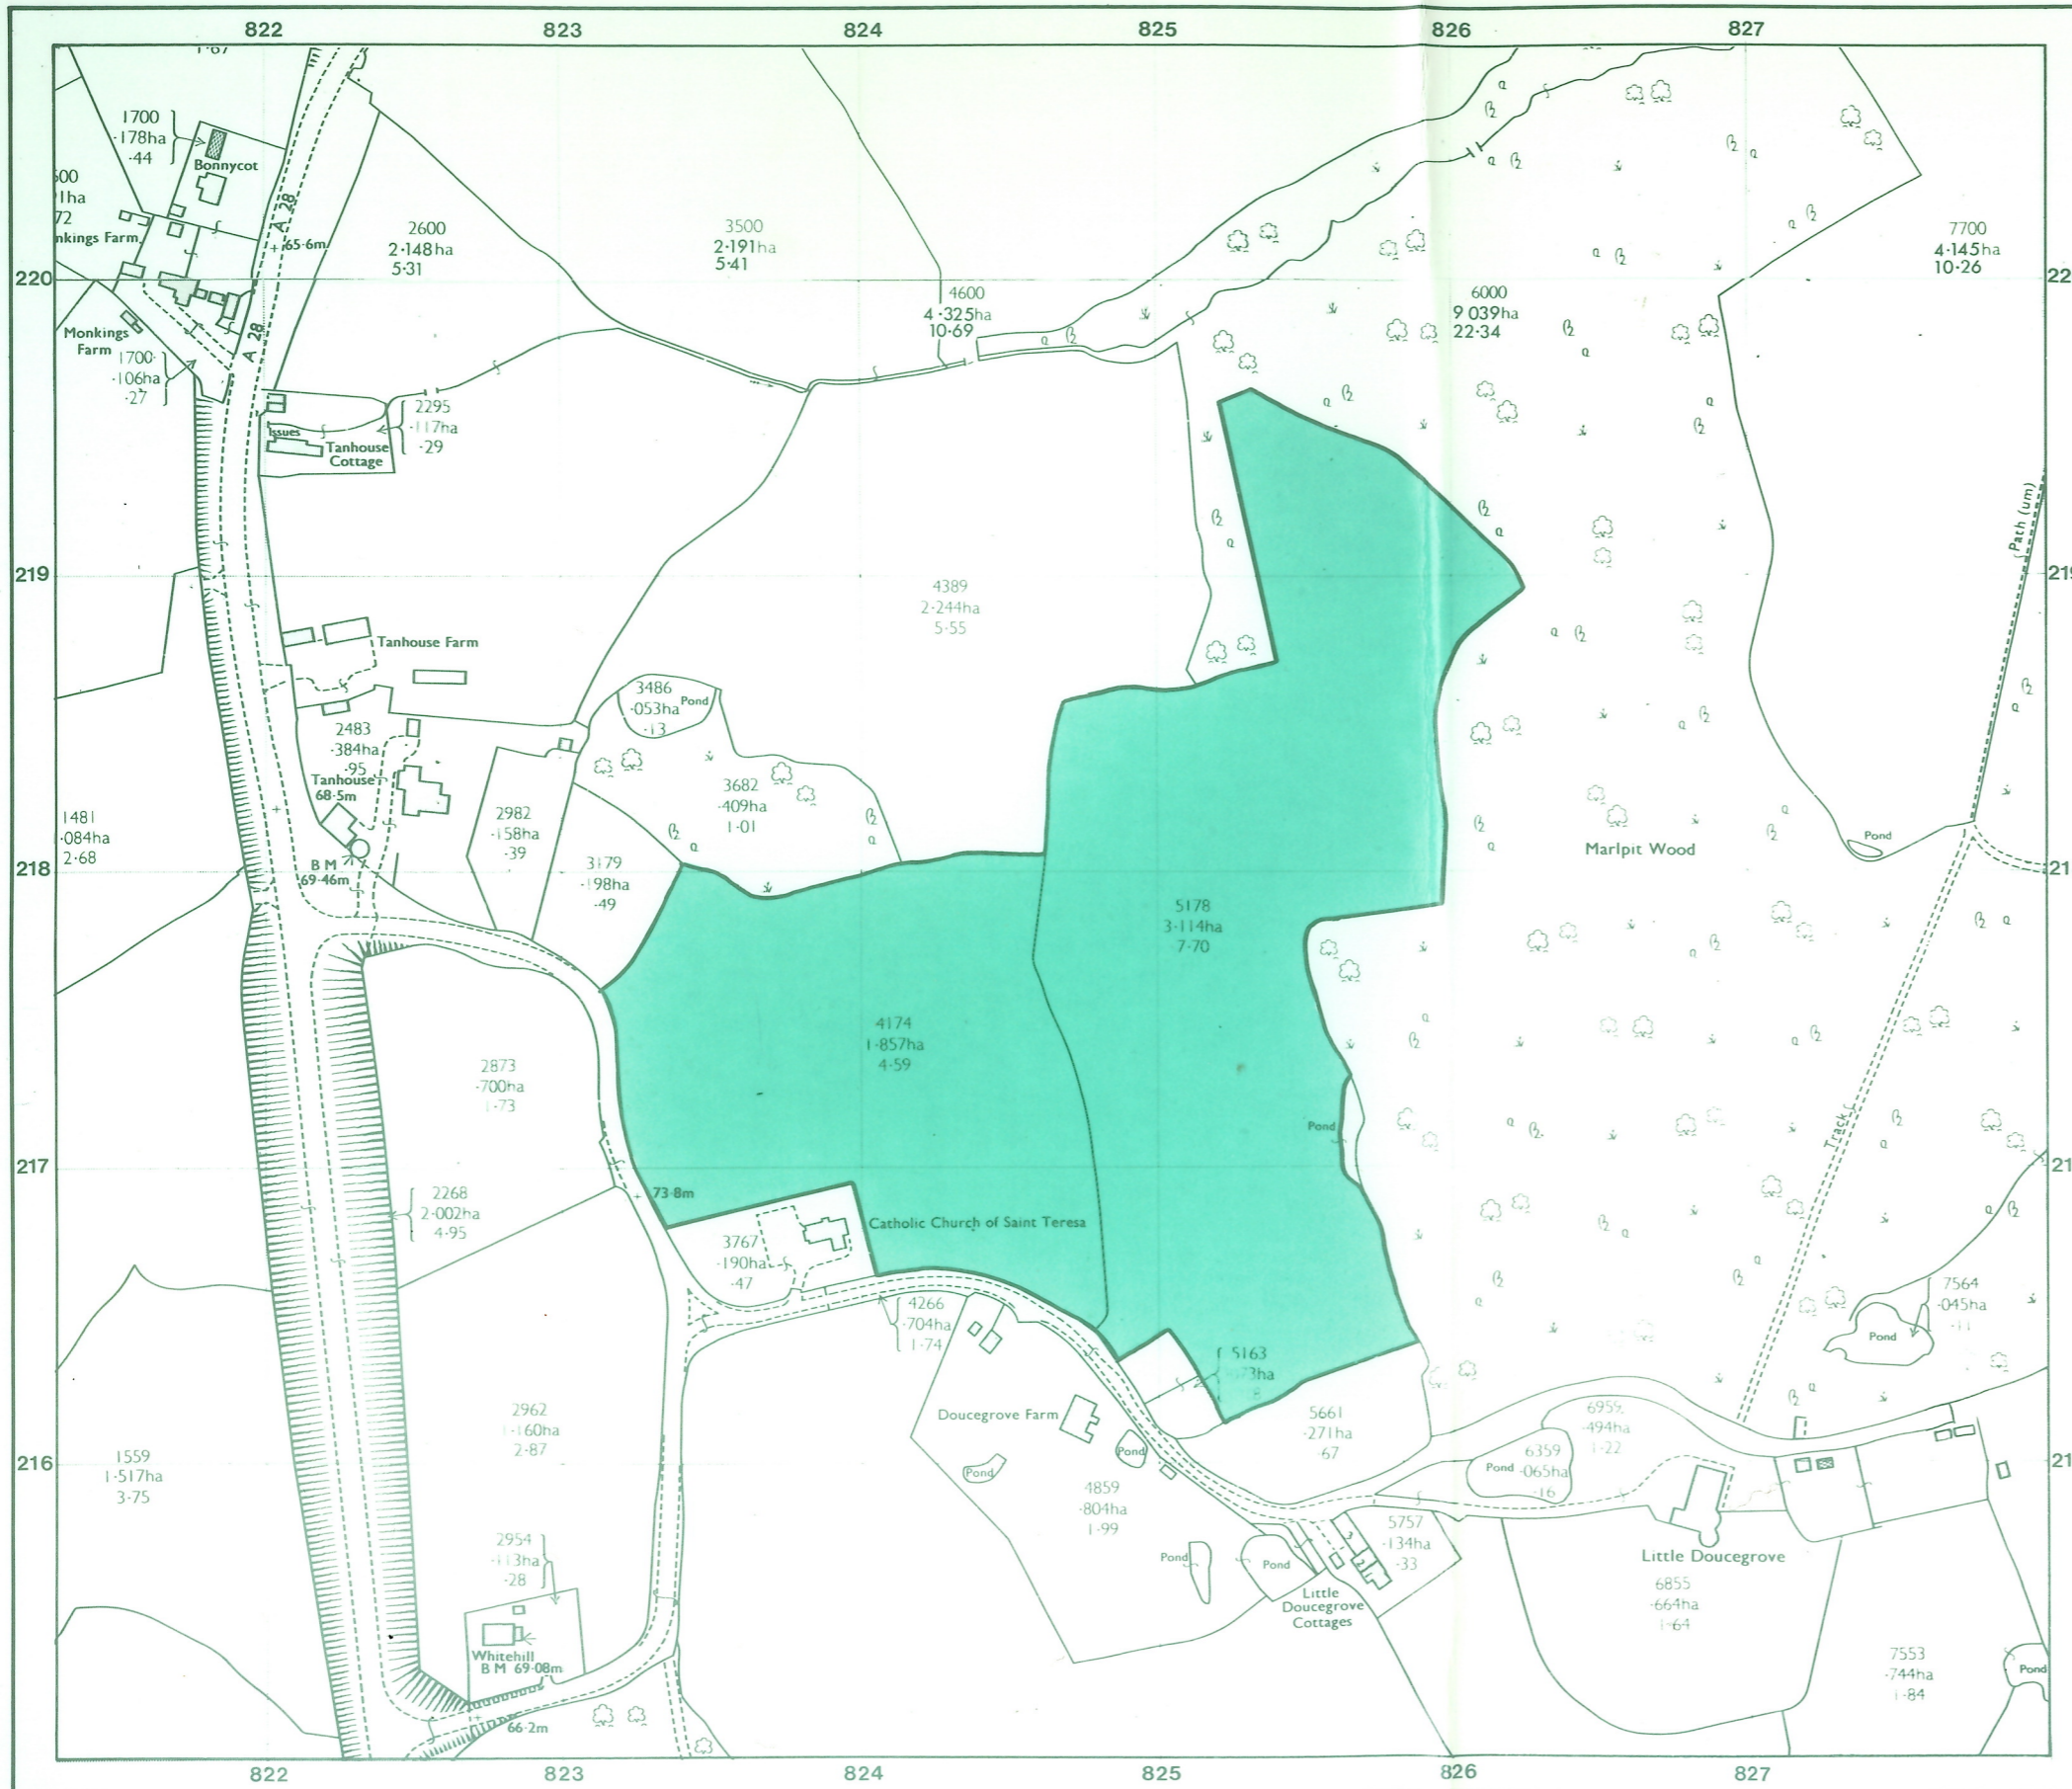 822 823 824 825 826 827
1·67
1700
·178ha
·44
Bonnycot
A 28
65·6m
2600
2·148ha
5·31
3500
2·191ha
5·41
7700
4·145ha
10·26
72
220
4600
4·325ha
10·69
6000
9 039ha
22·34
Monkings
Farm
A 28
1700
·106ha
·27
2295
·117ha
·29
Issues
Tanhouse
Cottage
Path (um)
219
4389
2·244ha
5·55
Tanhouse Farm
3486
·053ha
·13
Pond
2483
·384ha
·95
Tanhouse
68·5m
3682
·409ha
1·01
2982
·158ha
·39
1481
2·68
B M
69·46m
218
3179
·198ha
·49
Marlpit Wood
Pond
5178
3·114ha
7·70
4174
1·857ha
4·59
2873
·700ha
1·73
Pond
Track
217
73·8m
2268
2·002ha
4·95
Catholic Church of Saint Teresa
3767
·190ha
·47
4266
·704ha
1·74
7564
·045ha
·11
Pond
5163
Doucegrove Farm
5661
·271ha
·67
6959
·494ha
1·22
2962
1·160ha
2·87
Pond
Pond
6359
·065ha
·16
Pond
216
1559
1·517ha
3·75
4859
·804ha
1·99
5757
·134ha
·33
2954
·113ha
·28
Pond
Pond
Little Doucegrove
Little
Doucegrove
Cottages
6855
·664ha
1·64
Whitehill
B M 69·08m
7553
·744ha
1·84
Pond
66·2m
822 823 824 825 826 827